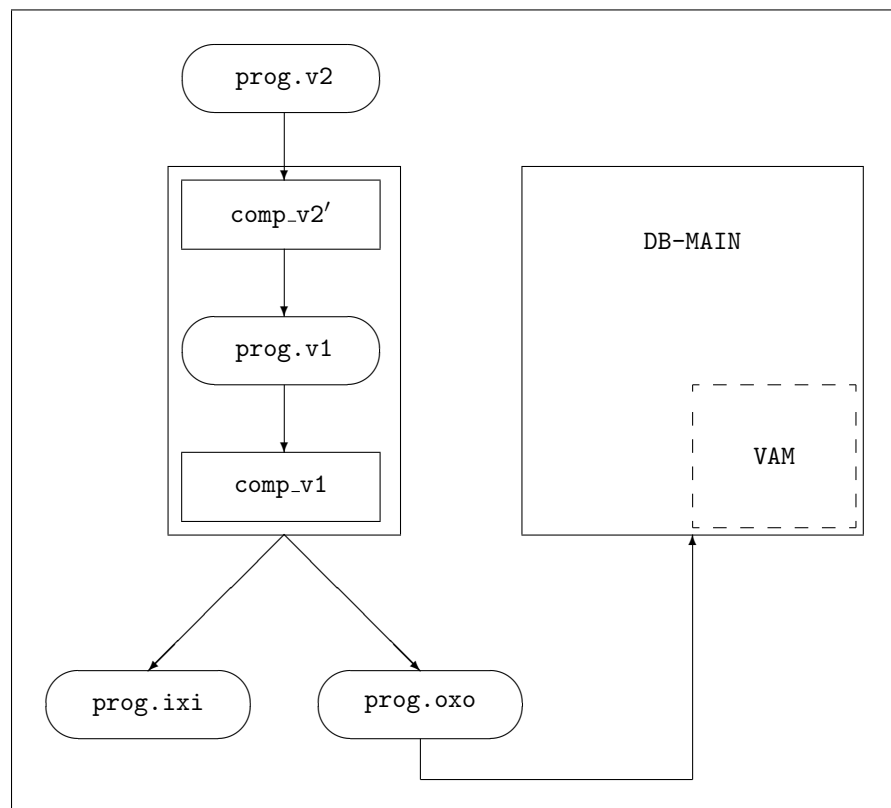 prog.v2
comp_v2′
DB-MAIN
prog.v1
VAM
comp_v1
prog.ixi
prog.oxo